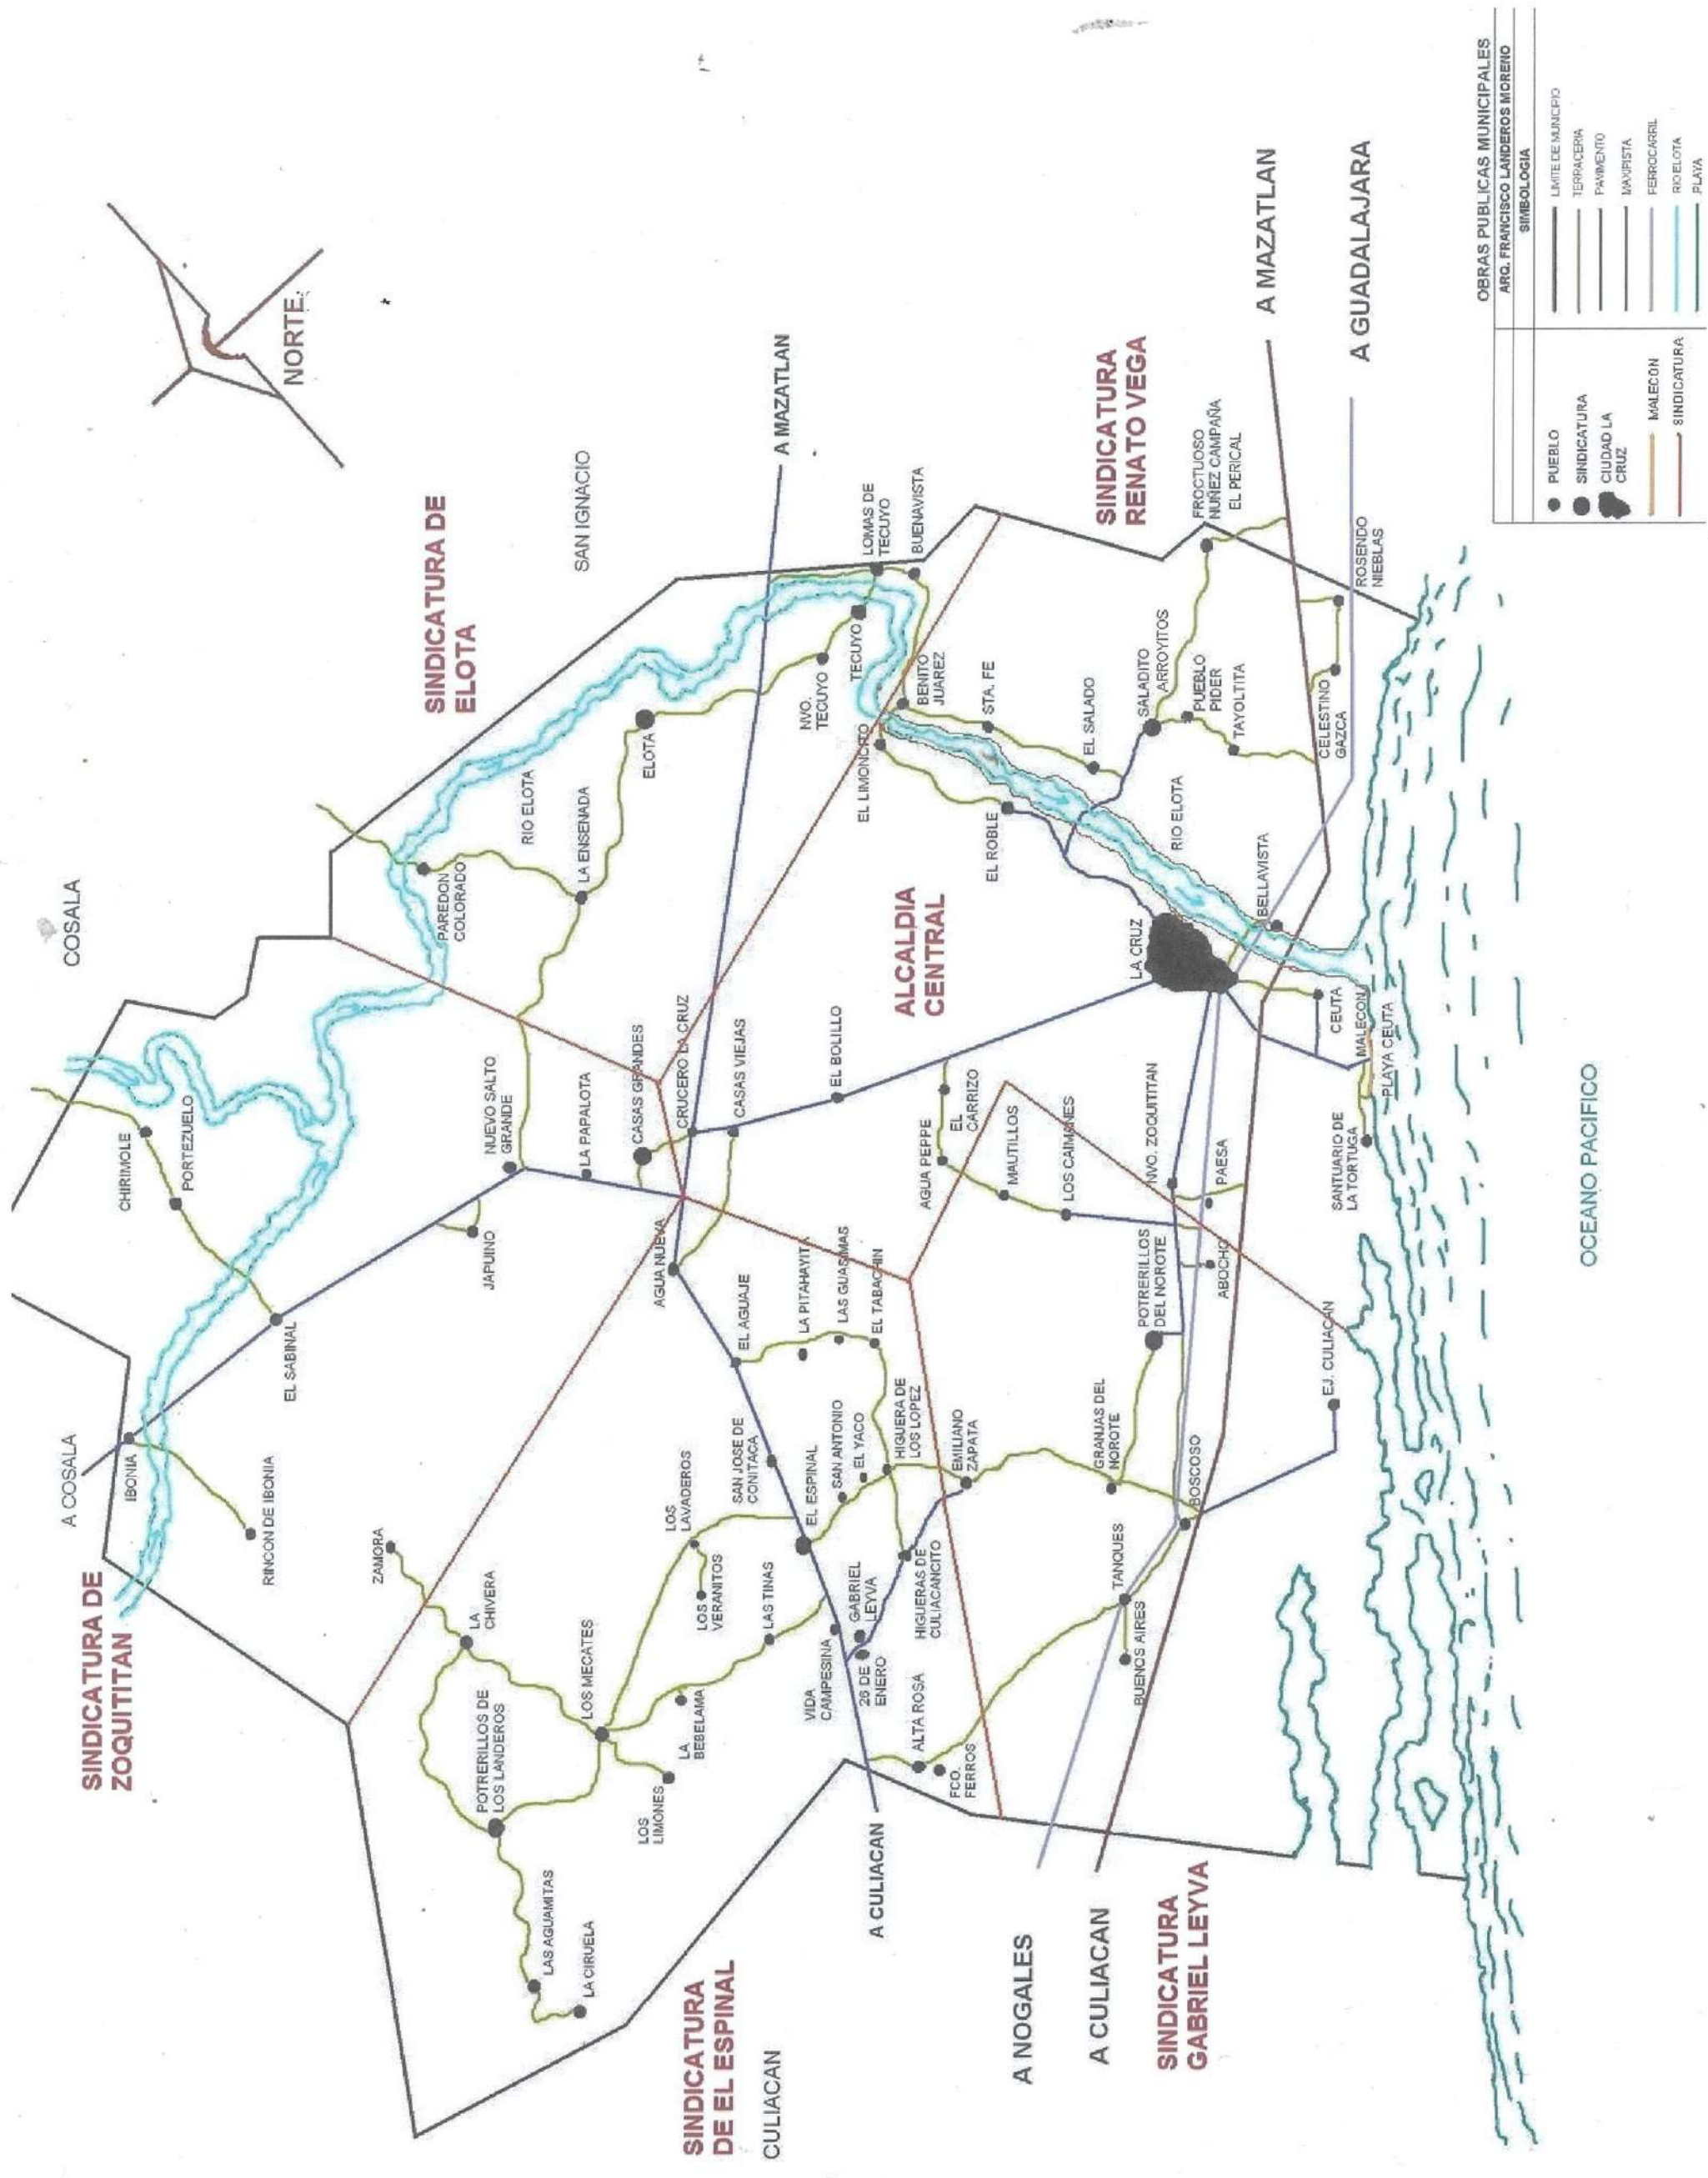 A COSALA
COSALA
SINDICATURA DE
ZOQUITITAN
IBONIA
CHIRIMOLE
PORTEZUELO
RINCON DE IBONIA
EL SABINAL
NORTE
ZAMORA
SINDICATURA DE
ELOTA
PAREDON
COLORADO
LA
CHIVERA
POTRERILLOS DE
LOS LANDEROS
JAPUINO
NUEVO SALTO
GRANDE
RIO ELOTA
LAS AGUAMITAS
LA CIRUELA
LOS MECATES
LA PAPALOTA
LA ENSENADA
SAN IGNACIO
LOS
LIMONES
CASAS GRANDES
ELOTA
AGUA NUEVA
LOS
LAVADEROS
CRUCERO LA CRUZ
LA
BEBELAMA
LOS
VERANITOS
SINDICATURA
DE EL ESPINAL
CULIACAN
LAS TINAS
SAN JOSE DE
CONITACA
EL AGUAJE
CASAS VIEJAS
A MAZATLAN
VIDA
CAMPESINA
EL ESPINAL
LA PITAHAYITA
NVO.
TECUYO
EL BOLILLO
SAN ANTONIO
LAS GUASIMAS
TECUYO
LOMAS DE
TECUYO
A CULIACAN
26 DE
ENERO
GABRIEL
LEYVA
EL YACO
EL TABACHIN
EL LIMONCITO
HIGUERA DE
LOS LOPEZ
ALCALDIA
CENTRAL
BUENAVISTA
BENITO
JUAREZ
ALTA ROSA
HIGUERAS DE
CULIACANCITO
AGUA PEPPE
FCO.
FERROS
EMILIANO
ZAPATA
EL
CARRIZO
STA. FE
EL ROBLE
MAUTILLOS
A NOGALES
LOS CAIMANES
EL SALADO
A CULIACAN
GRANJAS DEL
NOROTE
SINDICATURA
RENATO VEGA
TANQUES
BUENOS AIRES
POTRERILLOS
DEL NOROTE
NVO. ZOQUITITAN
LA CRUZ
SALADITO
ARROYITOS
SINDICATURA
GABRIEL LEYVA
BOSCOSO
RIO ELOTA
PUEBLO
PIDER
FROCTUOSO
NUÑEZ CAMPAÑA
EL PERICAL
ABOCHO
PAESA
TAYOLTITA
BELLAVISTA
A MAZATLAN
EJ. CULIACAN
CEUTA
CELESTINO
GAZCA
SANTUARIO DE
LA TORTUGA
MALECON
PLAYA CEUTA
ROSENDO
NIEBLAS
A GUADALAJARA
OCEANO PACIFICO
OBRAS PUBLICAS MUNICIPALES
ARQ. FRANCISCO LANDEROS MORENO
SIMBOLOGIA
PUEBLO
SINDICATURA
CIUDAD LA
CRUZ
MALECON
SINDICATURA
LIMITE DE MUNICIPIO
TERRACERIA
PAVIMENTO
MAXIPISTA
FERROCARRIL
RIO ELOTA
PLAYA